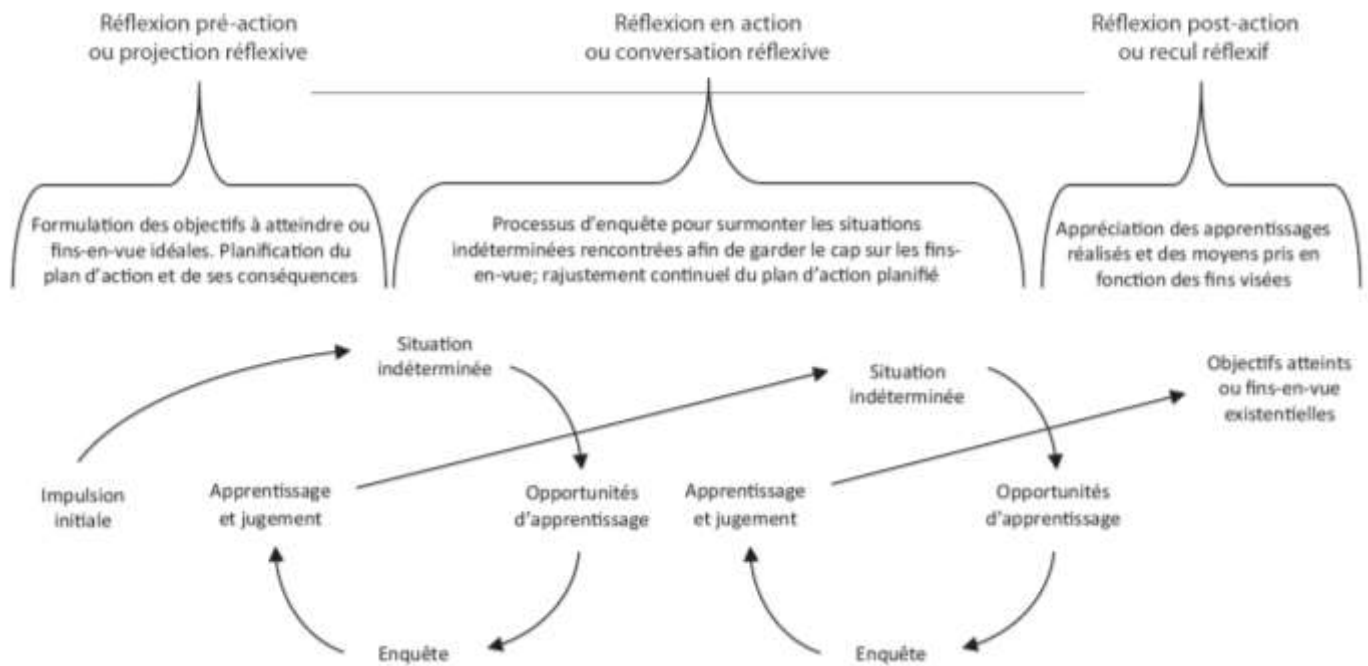 Réflexion pré-action
ou projection réflexive
Réflexion en action
ou conversation réflexive
Réflexion post-action
ou recul réflexif
Formulation des objectifs à atteindre ou
fins-en-vue idéales. Planification du
plan d'action et de ses conséquences
Processus d'enquête pour surmonter les situations
indéterminées rencontrées afin de garder le cap sur les fins-
en-vue; rajustement continuel du plan d'action planifié
Appréciation des apprentissages
réalisés et des moyens pris en
fonction des fins visées
Situation
indéterminée
Situation
indéterminée
Objectifs atteints
ou fins-en-vue
existentielles
Impulsion
initiale
Apprentissage
et jugement
Opportunités
d'apprentissage
Apprentissage
et jugement
Opportunités
d'apprentissage
Enquête
Enquête